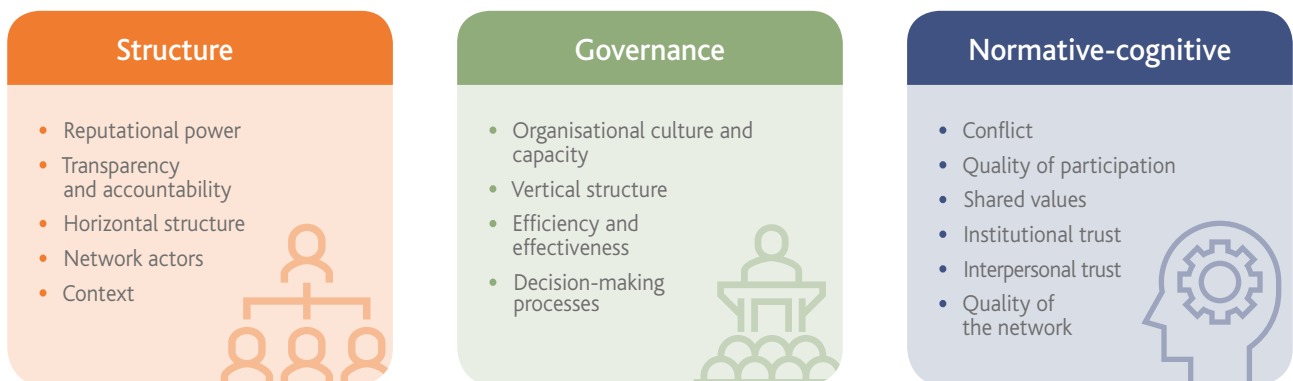 Structure
• Reputational power
• Transparency
and accountability
• Horizontal structure
• Network actors
• Context
Governance
• Organisational culture and
capacity
• Vertical structure
• Efficiency and
effectiveness
• Decision-making
processes
Normative-cognitive
• Conflict
• Quality of participation
• Shared values
• Institutional trust
• Interpersonal trust
• Quality of
the network